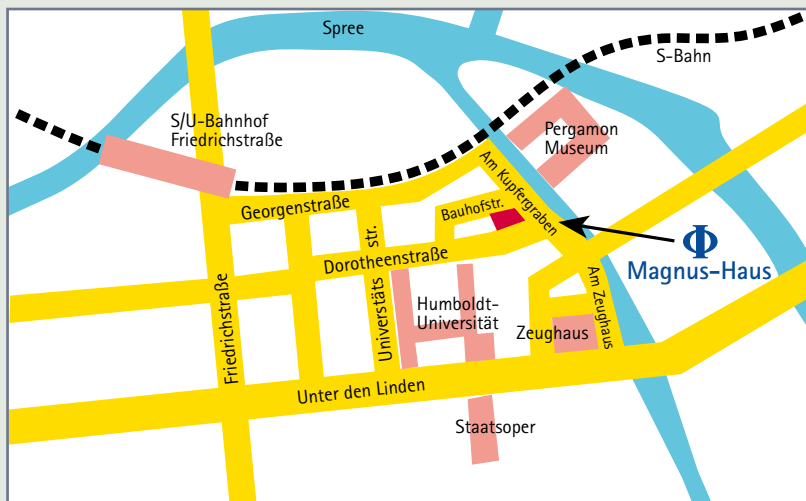 Spree
S-Bahn
S/U-Bahnhof
Friedrichstraße
Pergamon
Museum
Am Kupfergraben
Georgenstraße
Bauhofstr.
Universtäts str.
Dorotheenstraße
Φ
Magnus-Haus
Am Zeughaus
Humboldt-
Universität
Zeughaus
Friedrichstraße
Unter den Linden
Staatsoper